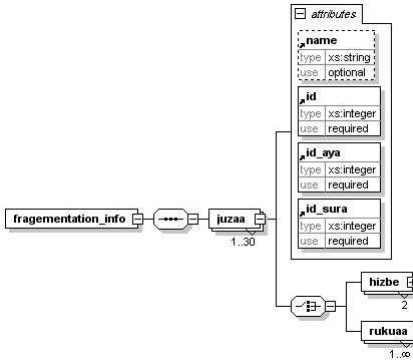 attributes
name
type xs:string
use optional
id
type xs:integer
use required
id_aya
type xs:integer
use required
id_sura
type xs:integer
use required
fragementation_info
juzaa
1..30
hizbe
2
rukuaa
1..∞